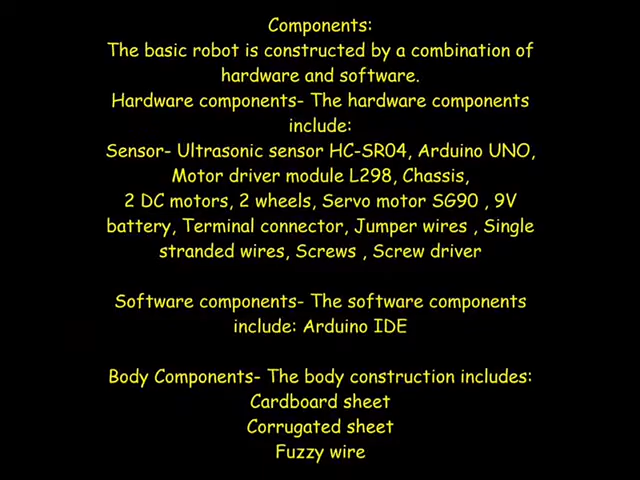 Components:
The basic robot is constructed by a combination of
hardware and software.
Hardware components- The hardware components
include:
Sensor- Ultrasonic sensor HC-SR04, Arduino UNO,
Motor driver module L298, Chassis,
2 DC motors, 2 wheels, Servo motor SG90 , 9V
battery, Terminal connector, Jumper wires , Single
stranded wires, Screws , Screw driver
Software components- The software components
include: Arduino IDE
Body Components- The body construction includes:
Cardboard sheet
Corrugated sheet
Fuzzy wire